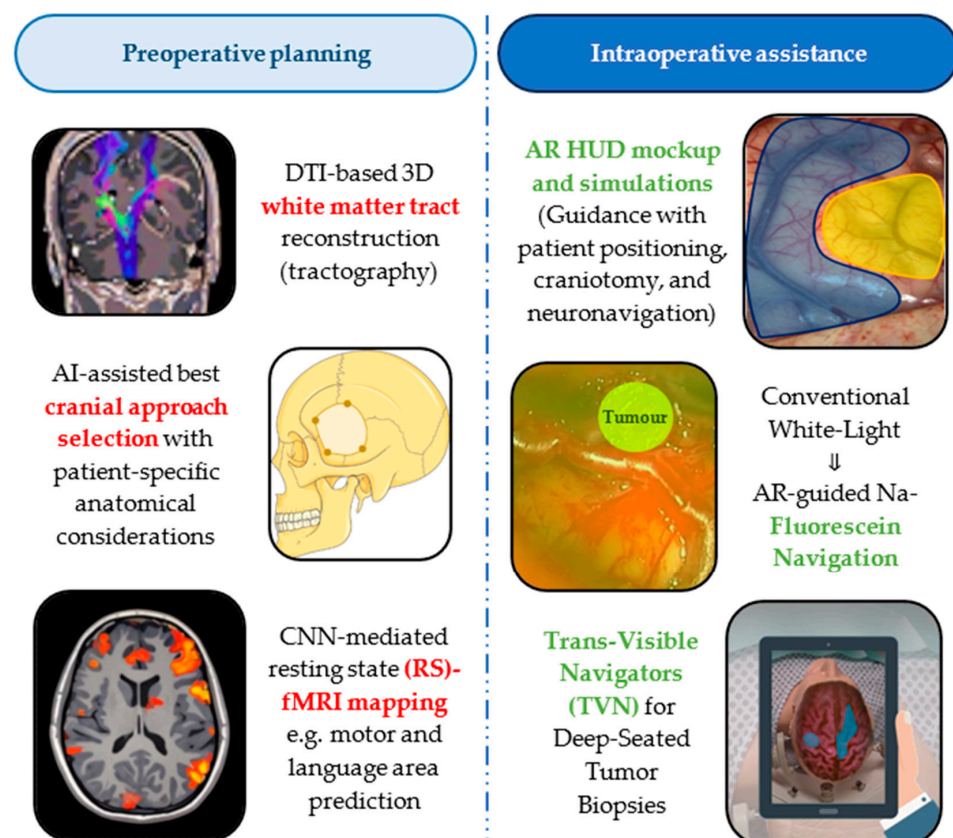 Preoperative planning
DTI-based 3D
white matter tract
reconstruction
(tractography)
AI-assisted best
cranial approach
selection with
patient-specific
anatomical
considerations
CNN-mediated
resting state (RS)-
fMRI mapping
e.g. motor and
language area
prediction
Intraoperative assistance
AR HUD mockup
and simulations
(Guidance with
patient positioning,
craniotomy, and
neuronavigation)
Tumour
Conventional
White-Light
⇓
AR-guided Na-
Fluorescein
Navigation
Trans-Visible
Navigators
(TVN) for
Deep-Seated
Tumor
Biopsies